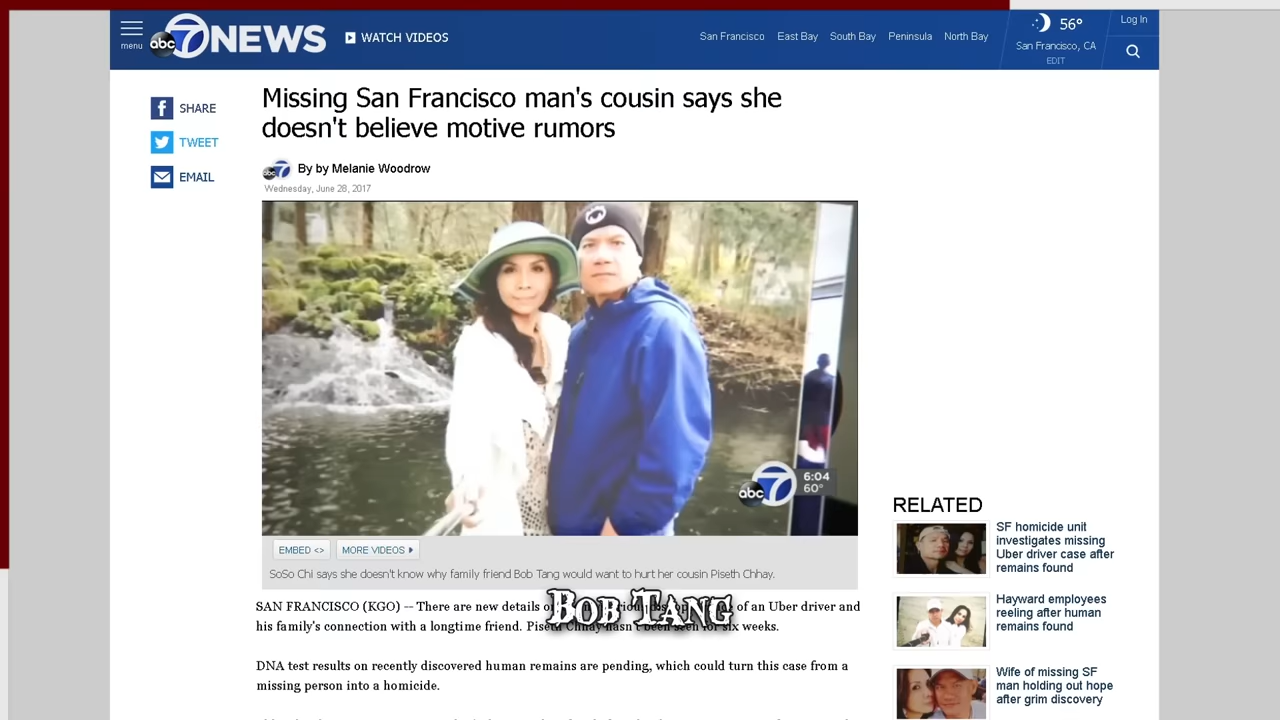 menu
abc 7 NEWS
WATCH VIDEOS
San Francisco East Bay South Bay Peninsula North Bay
56°
San Francisco, CA
EDIT
Log In
SHARE
TWEET
EMAIL
Missing San Francisco man's cousin says she
doesn't believe motive rumors
By by Melanie Woodrow
Wednesday, June 28, 2017
abc 7
6:04
60°
EMBED <> MORE VIDEOS
SoSo Chi says she doesn't know why family friend Bob Tang would want to hurt her cousin Piseth Chhay.
Bob Tang
SAN FRANCISCO (KGO) -- There are new details of an Uber driver and
his family's connection with a longtime friend. Piseth Chhay hasn't been seen for six weeks.
DNA test results on recently discovered human remains are pending, which could turn this case from a
missing person into a homicide.
RELATED
SF homicide unit
investigates missing
Uber driver case after
remains found
Hayward employees
reeling after human
remains found
Wife of missing SF
man holding out hope
after grim discovery